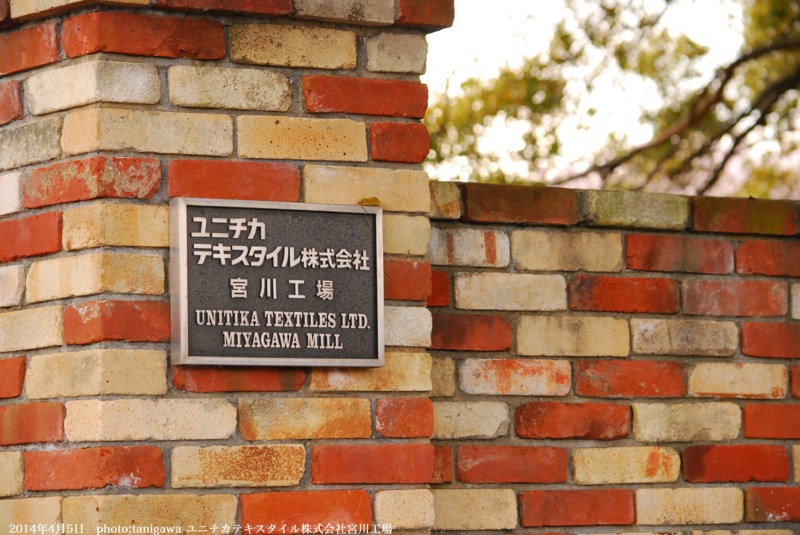 ユニチカ
テキスタイル株式会社
宮川工場
UNITIKA TEXTILES LTD.
MIYAGAWA MILL
2014年4月5日　photo:tanigawa ユニチカテキスタイル株式会社宮川工場